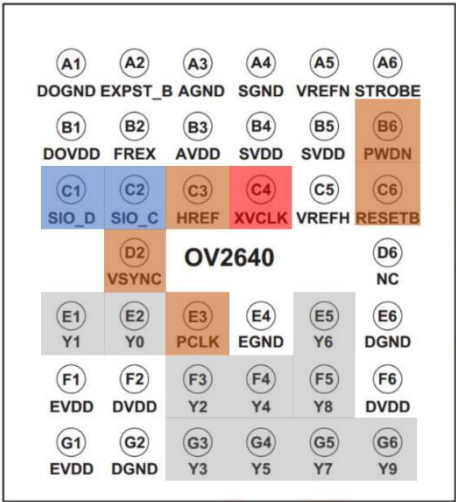 A1 A2 A3 A4 A5 A6
DOGND EXPST_B AGND SGND VREFN STROBE
B1 B2 B3 B4 B5 B6
DOVDD FREX AVDD SVDD SVDD PWDN
C1 C2 C3 C4 C5 C6
SIO_D SIO_C HREF XVCLK VREFH RESETB
D2 OV2640 D6
VSYNC NC
E1 E2 E3 E4 E5 E6
Y1 Y0 PCLK EGND Y6 DGND
F1 F2 F3 F4 F5 F6
EVDD DVDD Y2 Y4 Y8 DVDD
G1 G2 G3 G4 G5 G6
EVDD DGND Y3 Y5 Y7 Y9